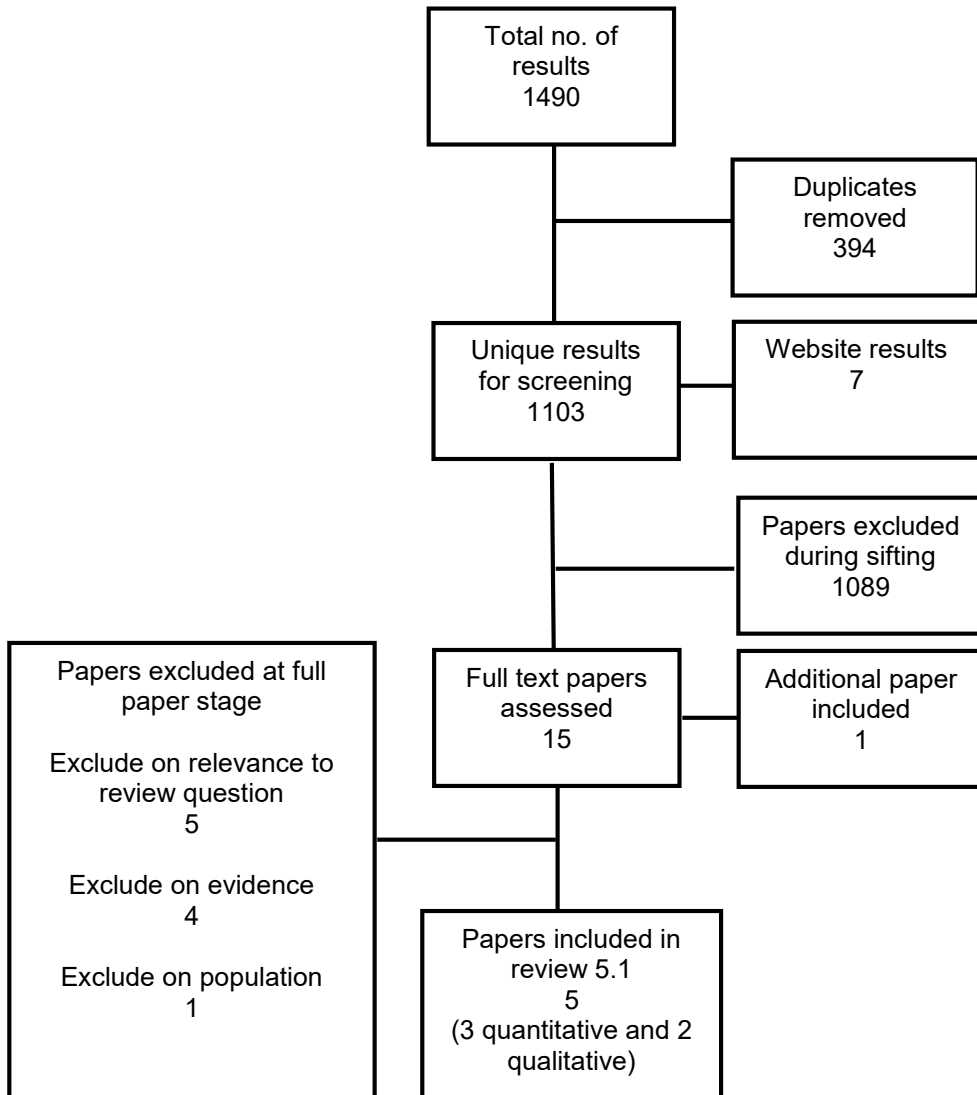 Total no. of
results
1490
Duplicates
removed
394
Unique results
for screening
1103
Website results
7
Papers excluded
during sifting
1089
Full text papers
assessed
15
Additional paper
included
1
Papers excluded at full
paper stage
Exclude on relevance to
review question
5
Exclude on evidence
4
Exclude on population
1
Papers included in
review 5.1
5
(3 quantitative and 2
qualitative)